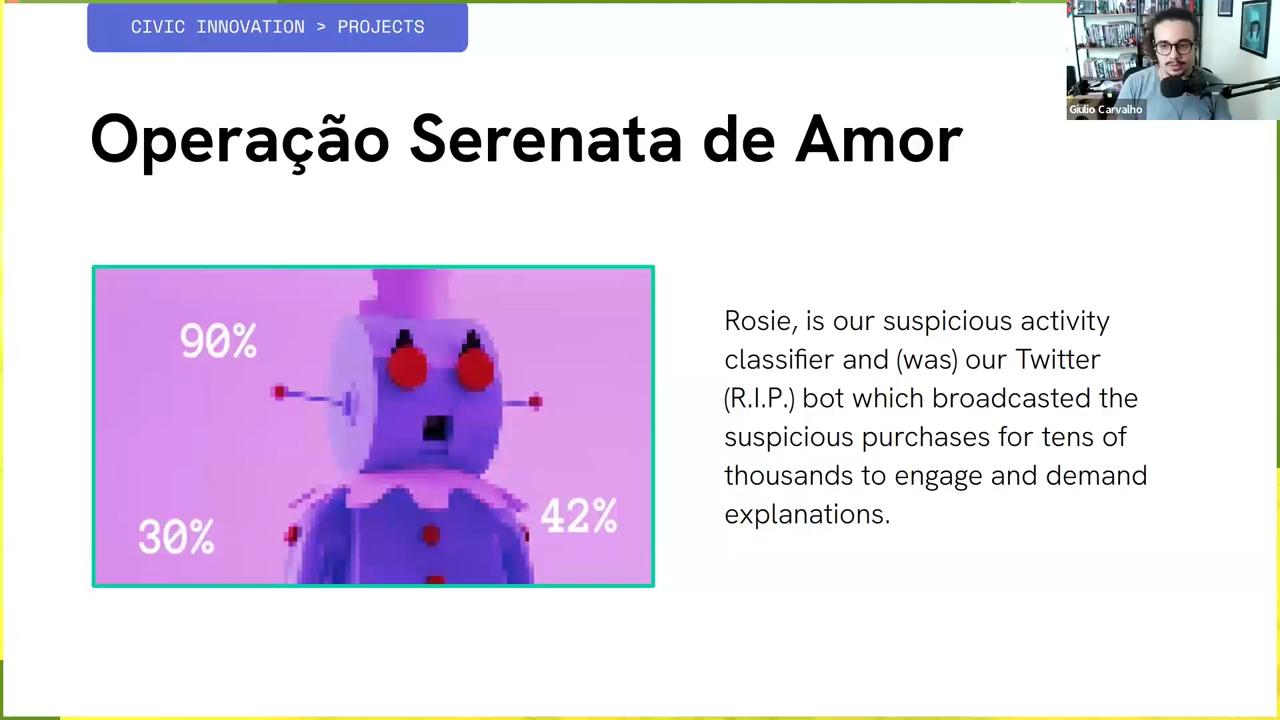 CIVIC INNOVATION > PROJECTS
Giulio Carvalho
Operação Serenata de Amor
90%
30%
42%
Rosie, is our suspicious activity
classifier and (was) our Twitter
(R.I.P.) bot which broadcasted the
suspicious purchases for tens of
thousands to engage and demand
explanations.